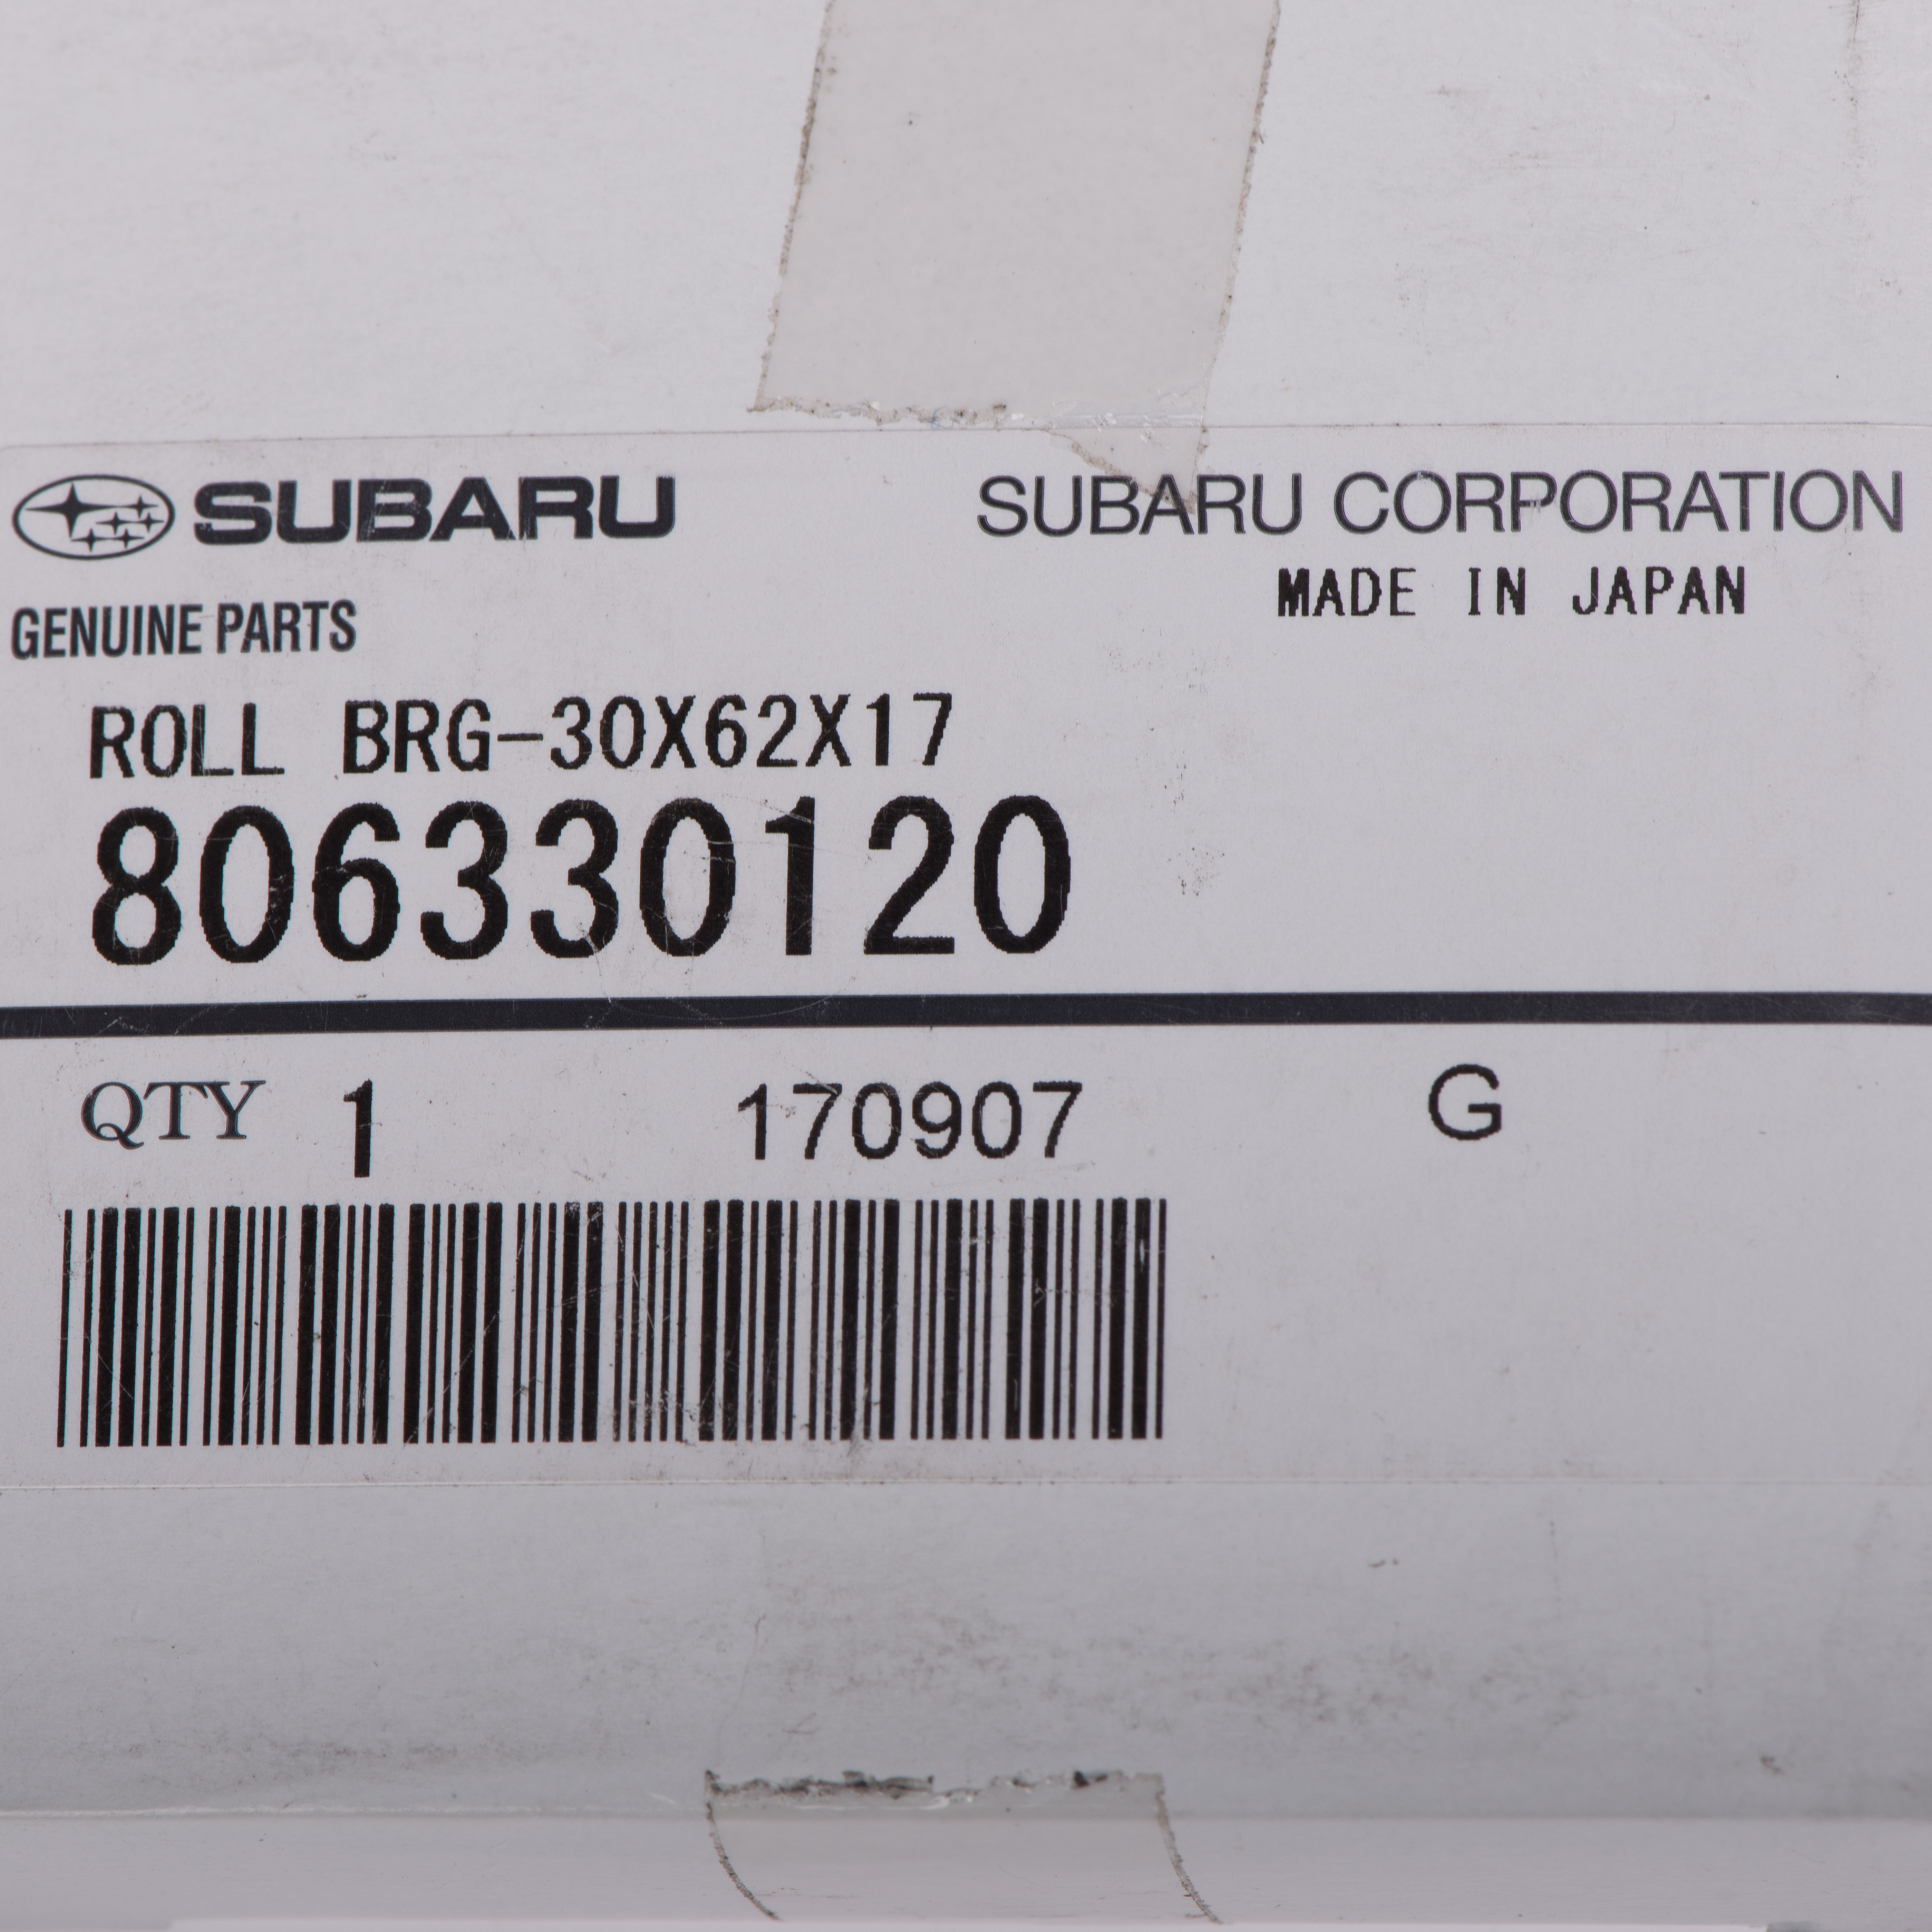 SUBARU SUBARU CORPORATION
MADE IN JAPAN
GENUINE PARTS
ROLL BRG-30X62X17
806330120
QTY 1 170907 G